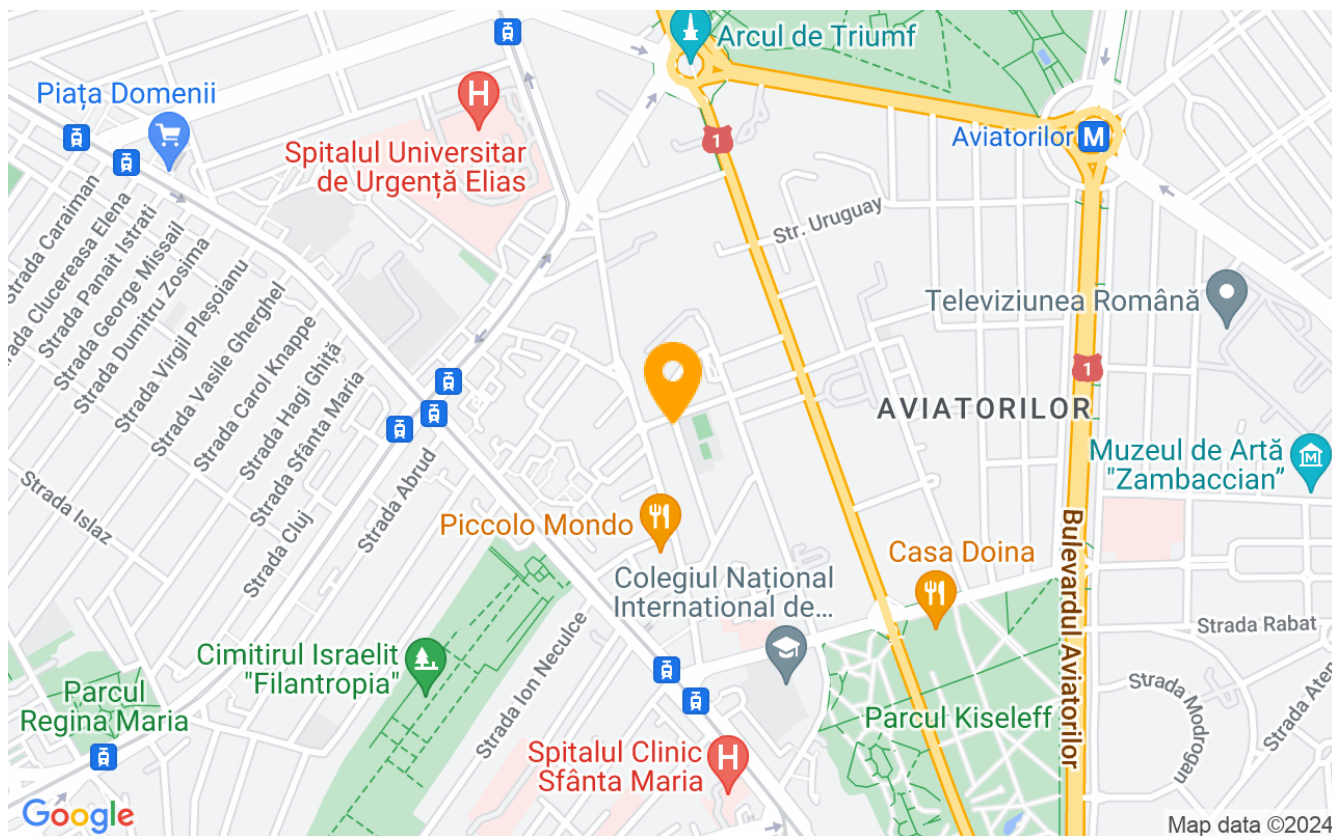 Arcul de Triumf
Piața Domenii
H
Spitalul Universitar
de Urgență Elias
1
Aviatorilor M
Str. Uruguay
Strada Caraiman
Strada Clucereasa Elena
Strada Panait Istrati
Strada George Missail
Strada Dumitru Zosima
Strada Virgil Pleșoianu
Strada Vasile Gherghel
Strada Carol Knappe
Strada Hagi Ghiță
Strada Sfânta Maria
Televiziunea Română
1
AVIATORILOR
Muzeul de Artă
"Zambaccian"
Strada Islaz
Strada Cluj
Strada Abrud
Piccolo Mondo
Casa Doina
Colegiul Național
International de...
Bulevardul Aviatorilor
Strada Rabat
Cimitirul Israelit
"Filantropia"
Strada Ion Neculce
Parcul
Regina Maria
Parcul Kiseleff
Strada Modrogan
Strada Aten
Spitalul Clinic
Sfânta Maria
H
Google
Map data ©2024